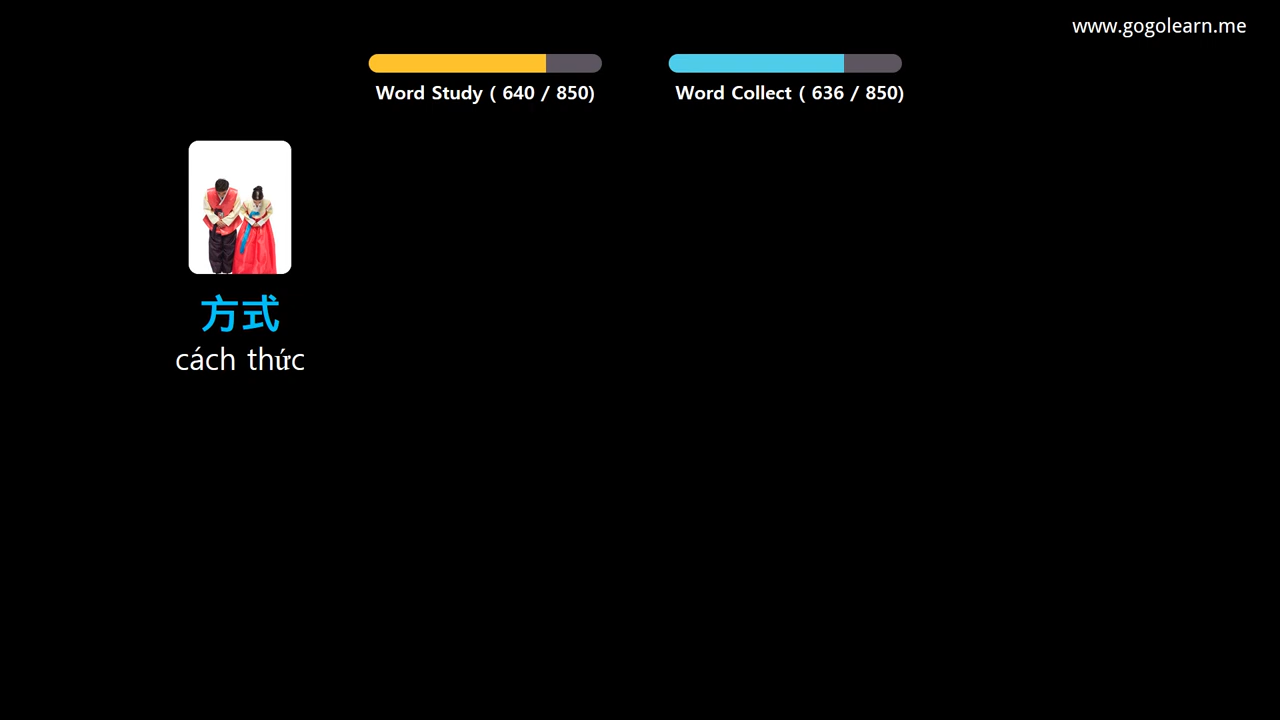 www.gogolearn.me
Word Study ( 640 / 850)
Word Collect ( 636 / 850)
方式
cách thức